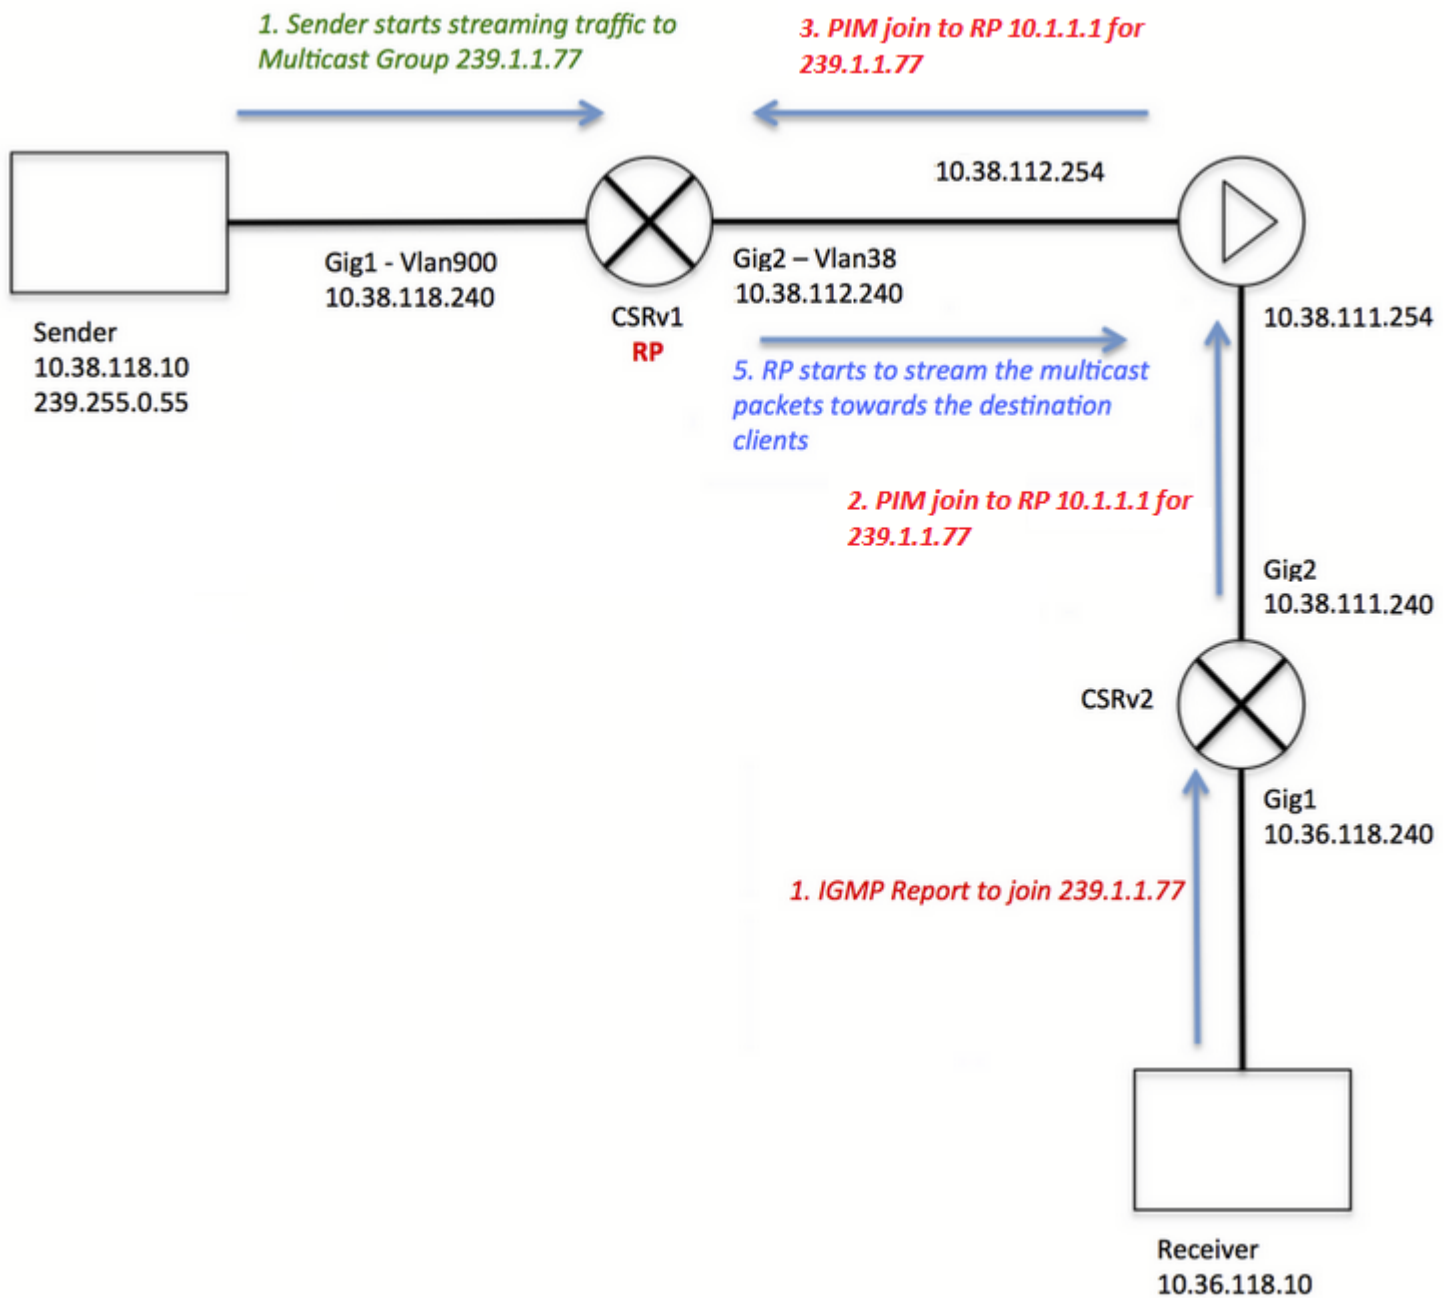 1. Sender starts streaming traffic to
Multicast Group 239.1.1.77
3. PIM join to RP 10.1.1.1 for
239.1.1.77
10.38.112.254
Gig1 - Vlan900
10.38.118.240
Gig2 – Vlan38
10.38.112.240
CSRv1
RP
10.38.111.254
Sender
10.38.118.10
239.255.0.55
5. RP starts to stream the multicast
packets towards the destination
clients
2. PIM join to RP 10.1.1.1 for
239.1.1.77
Gig2
10.38.111.240
CSRv2
Gig1
10.36.118.240
1. IGMP Report to join 239.1.1.77
Receiver
10.36.118.10